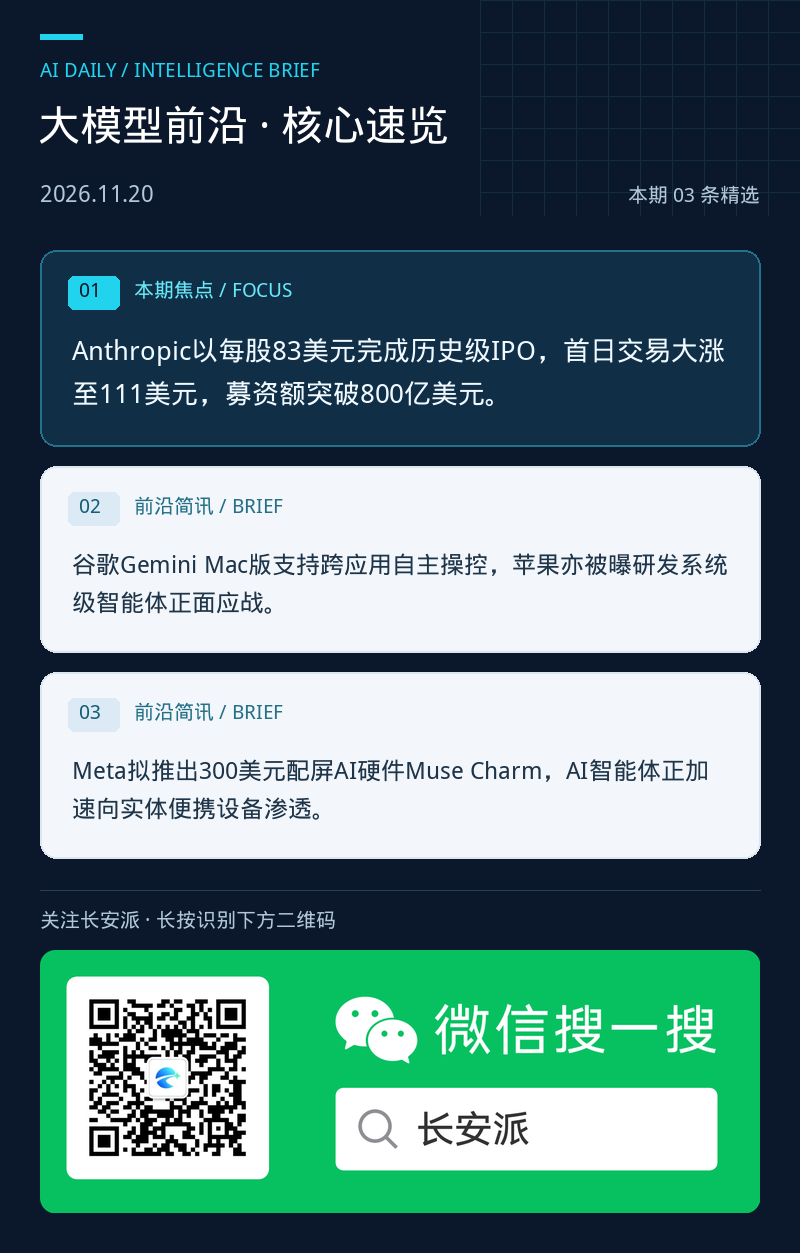 AI DAILY / INTELLIGENCE BRIEF
大模型前沿 · 核心速览
2026.11.20
本期 03 条精选
01
本期焦点 / FOCUS
Anthropic以每股83美元完成历史级IPO，首日交易大涨
至111美元，募资额突破800亿美元。
02
前沿简讯 / BRIEF
谷歌Gemini Mac版支持跨应用自主操控，苹果亦被曝研发系统
级智能体正面应战。
03
前沿简讯 / BRIEF
Meta拟推出300美元配屏AI硬件Muse Charm，AI智能体正加
速向实体便携设备渗透。
关注长安派 · 长按识别下方二维码
微信搜一搜
长安派